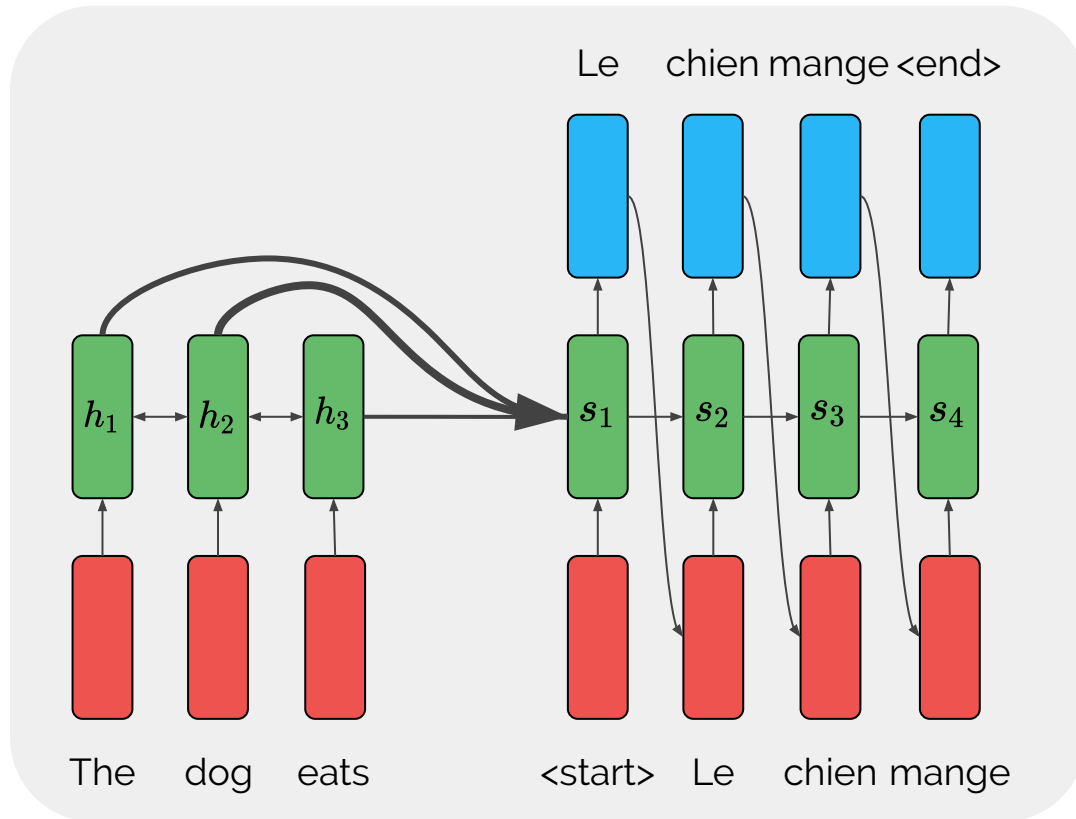 Le chien mange <end>
h₁ h₂ h₃ s₁ s₂ s₃ s₄
The dog eats <start> Le chien mange